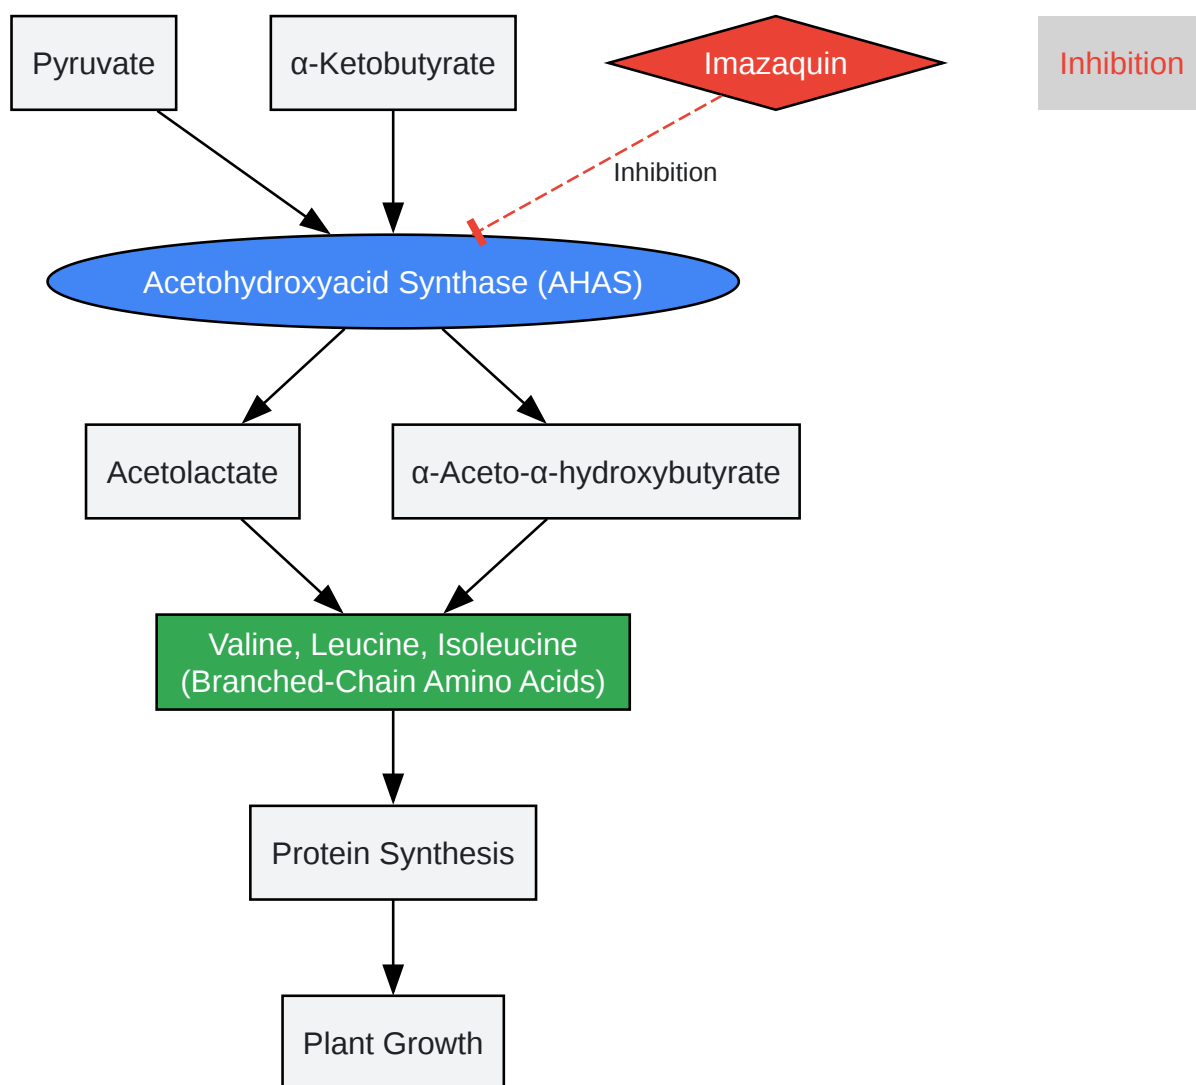 Pyruvate
α-Ketobutyrate
Imazaquin
Inhibition
Inhibition
Acetohydroxyacid Synthase (AHAS)
Acetolactate
α-Aceto-α-hydroxybutyrate
Valine, Leucine, Isoleucine
(Branched-Chain Amino Acids)
Protein Synthesis
Plant Growth